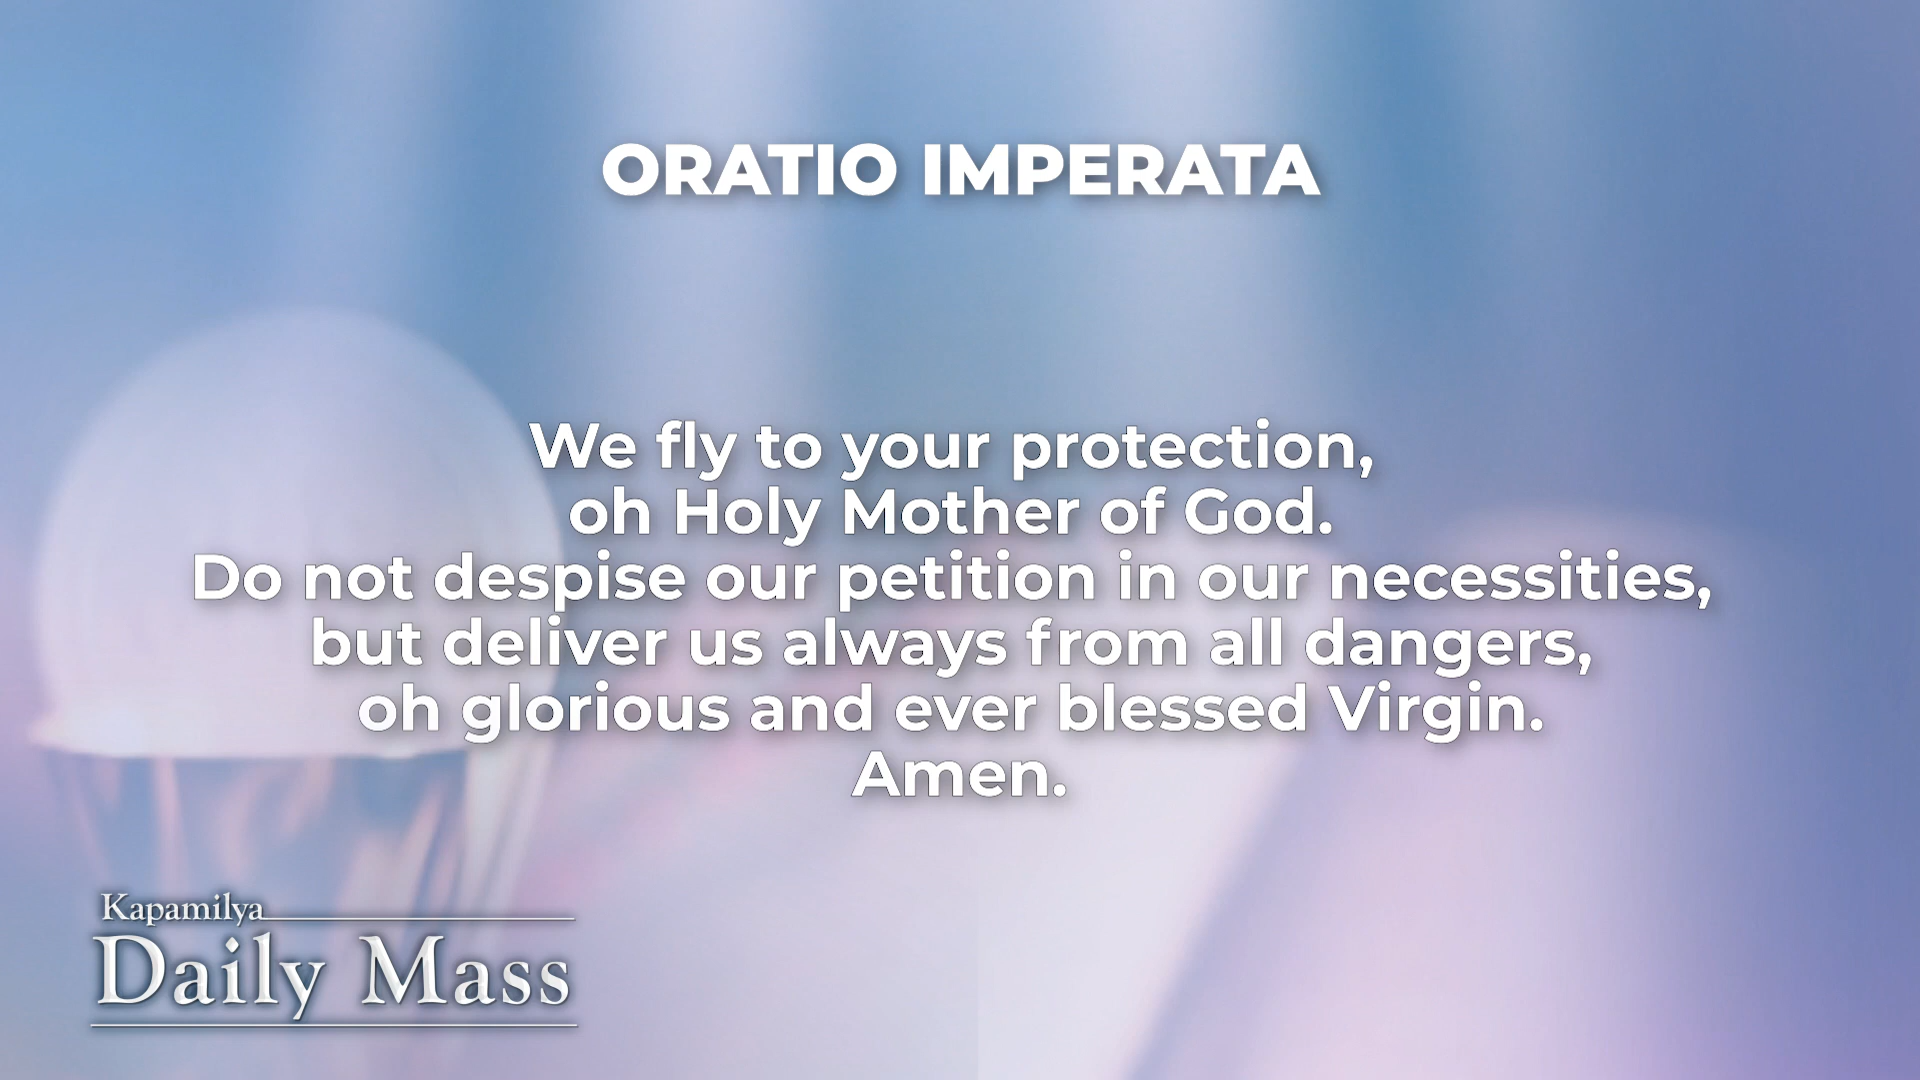 ORATIO IMPERATA
We fly to your protection,
oh Holy Mother of God.
Do not despise our petition in our necessities,
but deliver us always from all dangers,
oh glorious and ever blessed Virgin.
Amen.
Kapamilya
Daily Mass